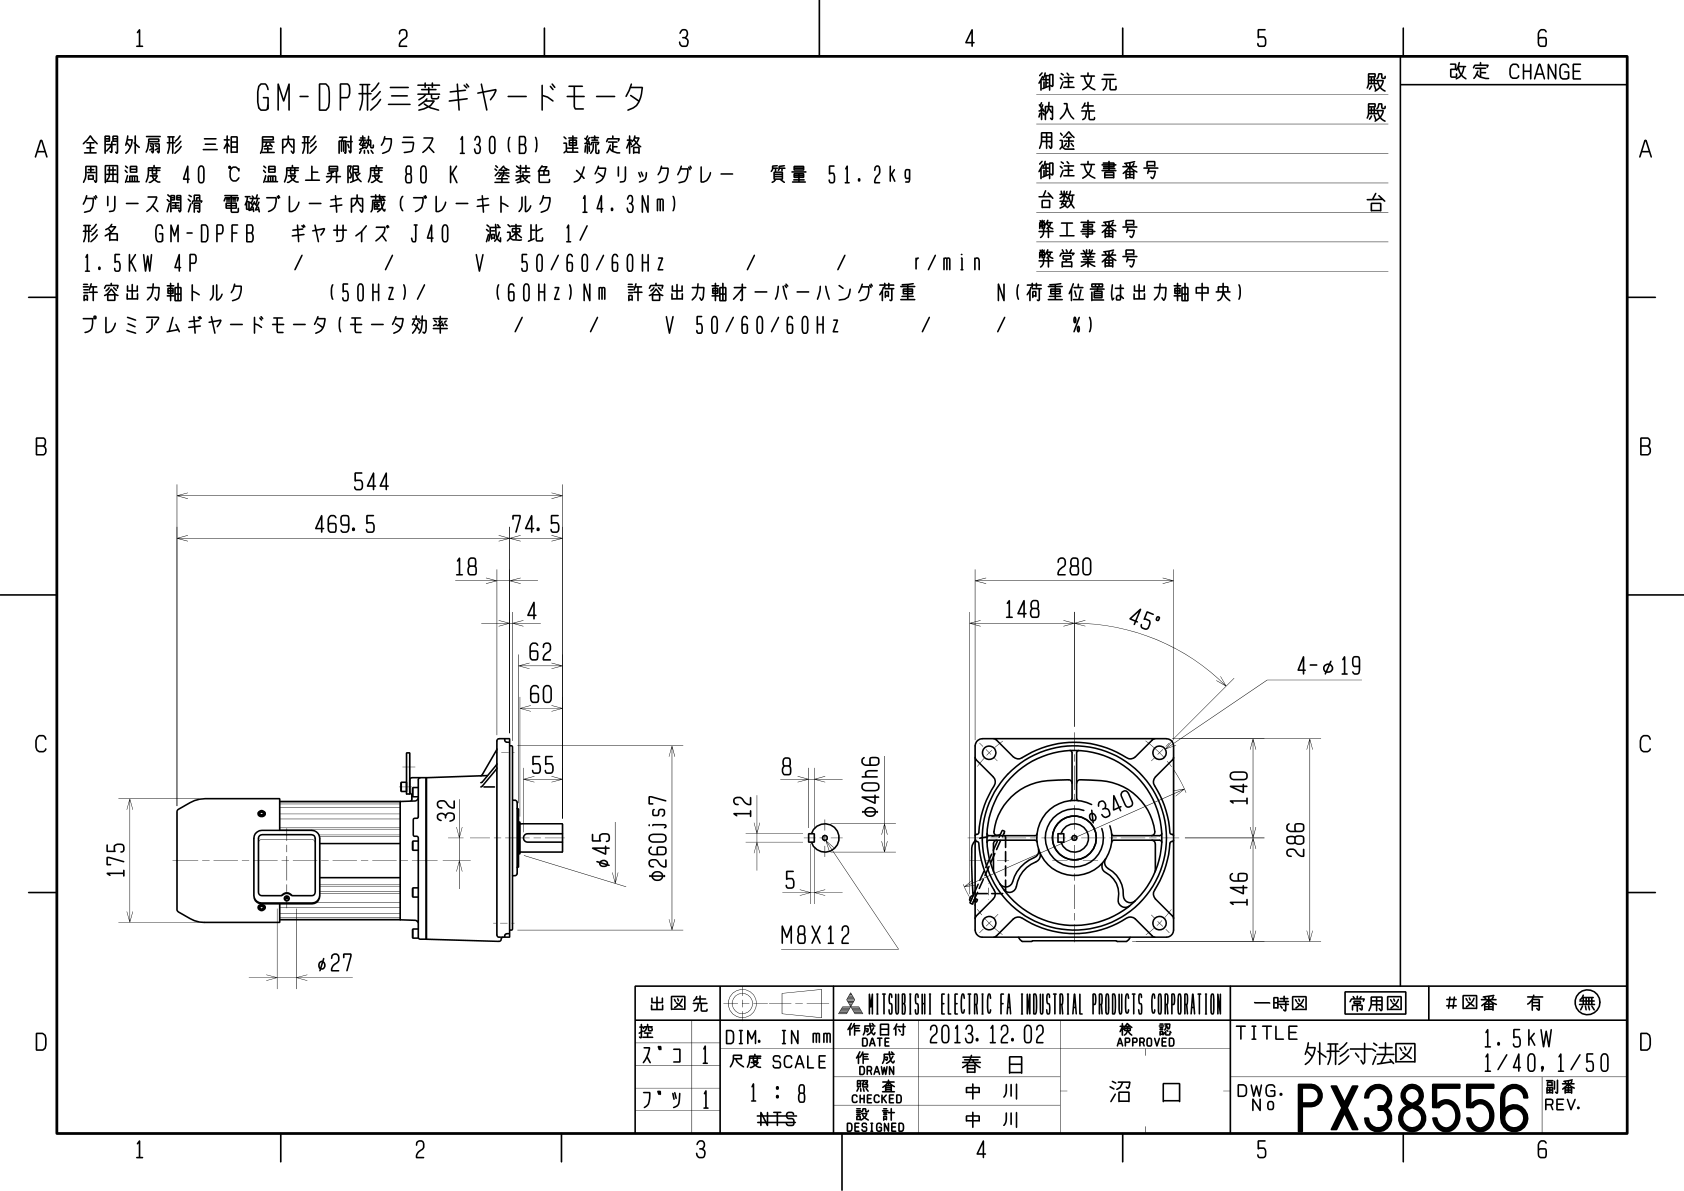 1 2 3 4 5 6
改定 CHANGE
GM-DP形三菱ギヤードモータ
全閉外扇形 三相 屋内形 耐熱クラス 130(B) 連続定格
周囲温度 40 ℃ 温度上昇限度 80 K 塗装色 メタリックグレー 質量 51.2kg
グリース潤滑 電磁ブレーキ内蔵(ブレーキトルク 14.3Nm)
形名 GM-DPFB ギヤサイズ J40 減速比 1/
1.5KW 4P / / V 50/60/60Hz / / r/min
許容出力軸トルク (50Hz)/ (60Hz)Nm 許容出力軸オーバーハング荷重 N(荷重位置は出力軸中央)
プレミアムギヤードモータ(モータ効率 / / V 50/60/60Hz / / %)
御注文元 殿
納入先 殿
用途
御注文書番号
台数 台
弊工事番号
弊営業番号
A A
B B
C C
D D
544
469.5 74.5
18
4
62
60
55
32
175
φ45
φ260js7
φ27
8
12
5
φ40h6
M8X12
280
148
45°
4-φ19
φ340
140
286
146
出図先
控
ズコ 1
ブツ 1
DIM. IN mm
尺度 SCALE
1 : 8
NTS
MITSUBISHI ELECTRIC FA INDUSTRIAL PRODUCTS CORPORATION
作成日付 DATE 2013.12.02
作成 DRAWN 春日
照査 CHECKED 中川
設計 DESIGNED 中川
検認 APPROVED
沼口
一時図 常用図 #図番 有 無
TITLE 外形寸法図
1.5kW
1/40,1/50
DWG. No PX38556
副番 REV.
1 2 3 4 5 6